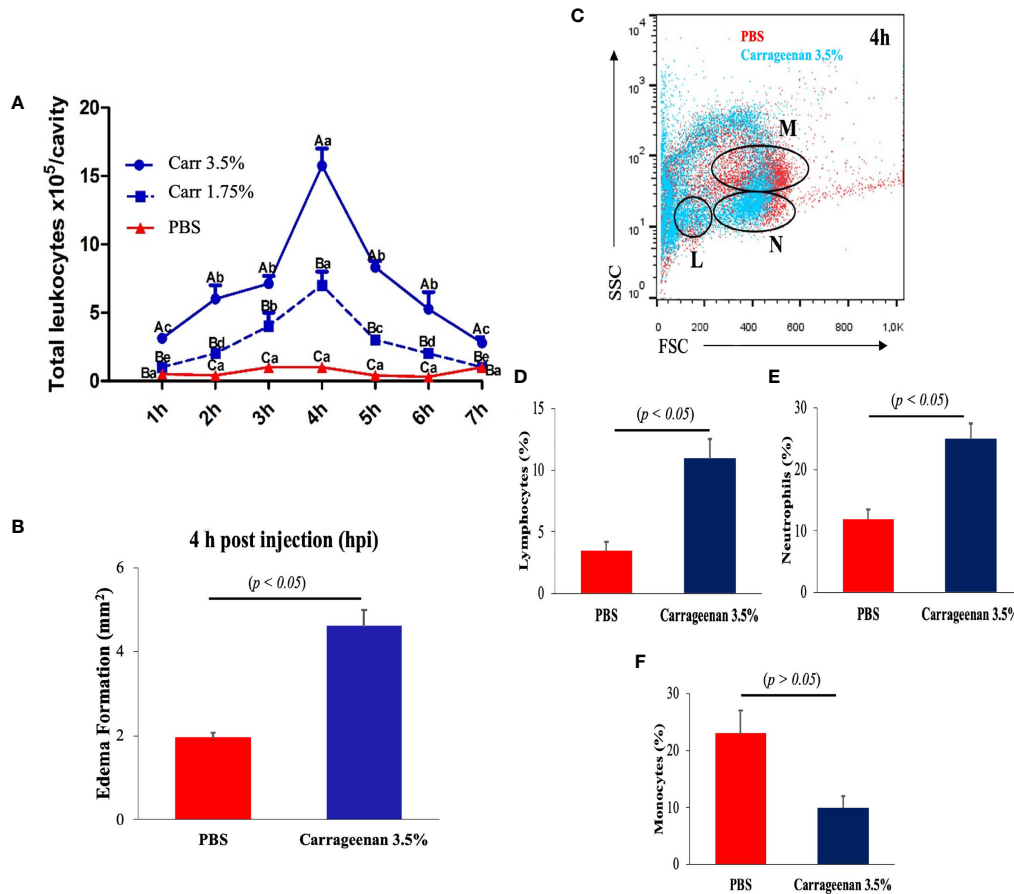 A
Total leukocytes x10⁵/cavity
20
15
10
5
0
Carr 3.5%
Carr 1.75%
PBS
Ac Ab Ab Aa Ab Ab Ac
Be Bd Bb Ba Bc Bd Be
Ba Ca Ca Ca Ca Ca Ba
1h 2h 3h 4h 5h 6h 7h
B
4 h post injection (hpi)
(p < 0.05)
Edema Formation (mm²)
6
4
2
0
PBS Carrageenan 3.5%
C
PBS
Carrageenan 3,5%
4h
SSC
10⁴
10³
10²
10¹
10⁰
M
N
L
0 200 400 600 800 1,0K
FSC
D
(p < 0.05)
Lymphocytes (%)
15
10
5
0
PBS Carrageenan 3.5%
E
(p < 0.05)
Neutrophils (%)
30
20
10
0
PBS Carrageenan 3.5%
F
(p > 0.05)
Monocytes (%)
30
20
10
0
PBS Carrageenan 3.5%